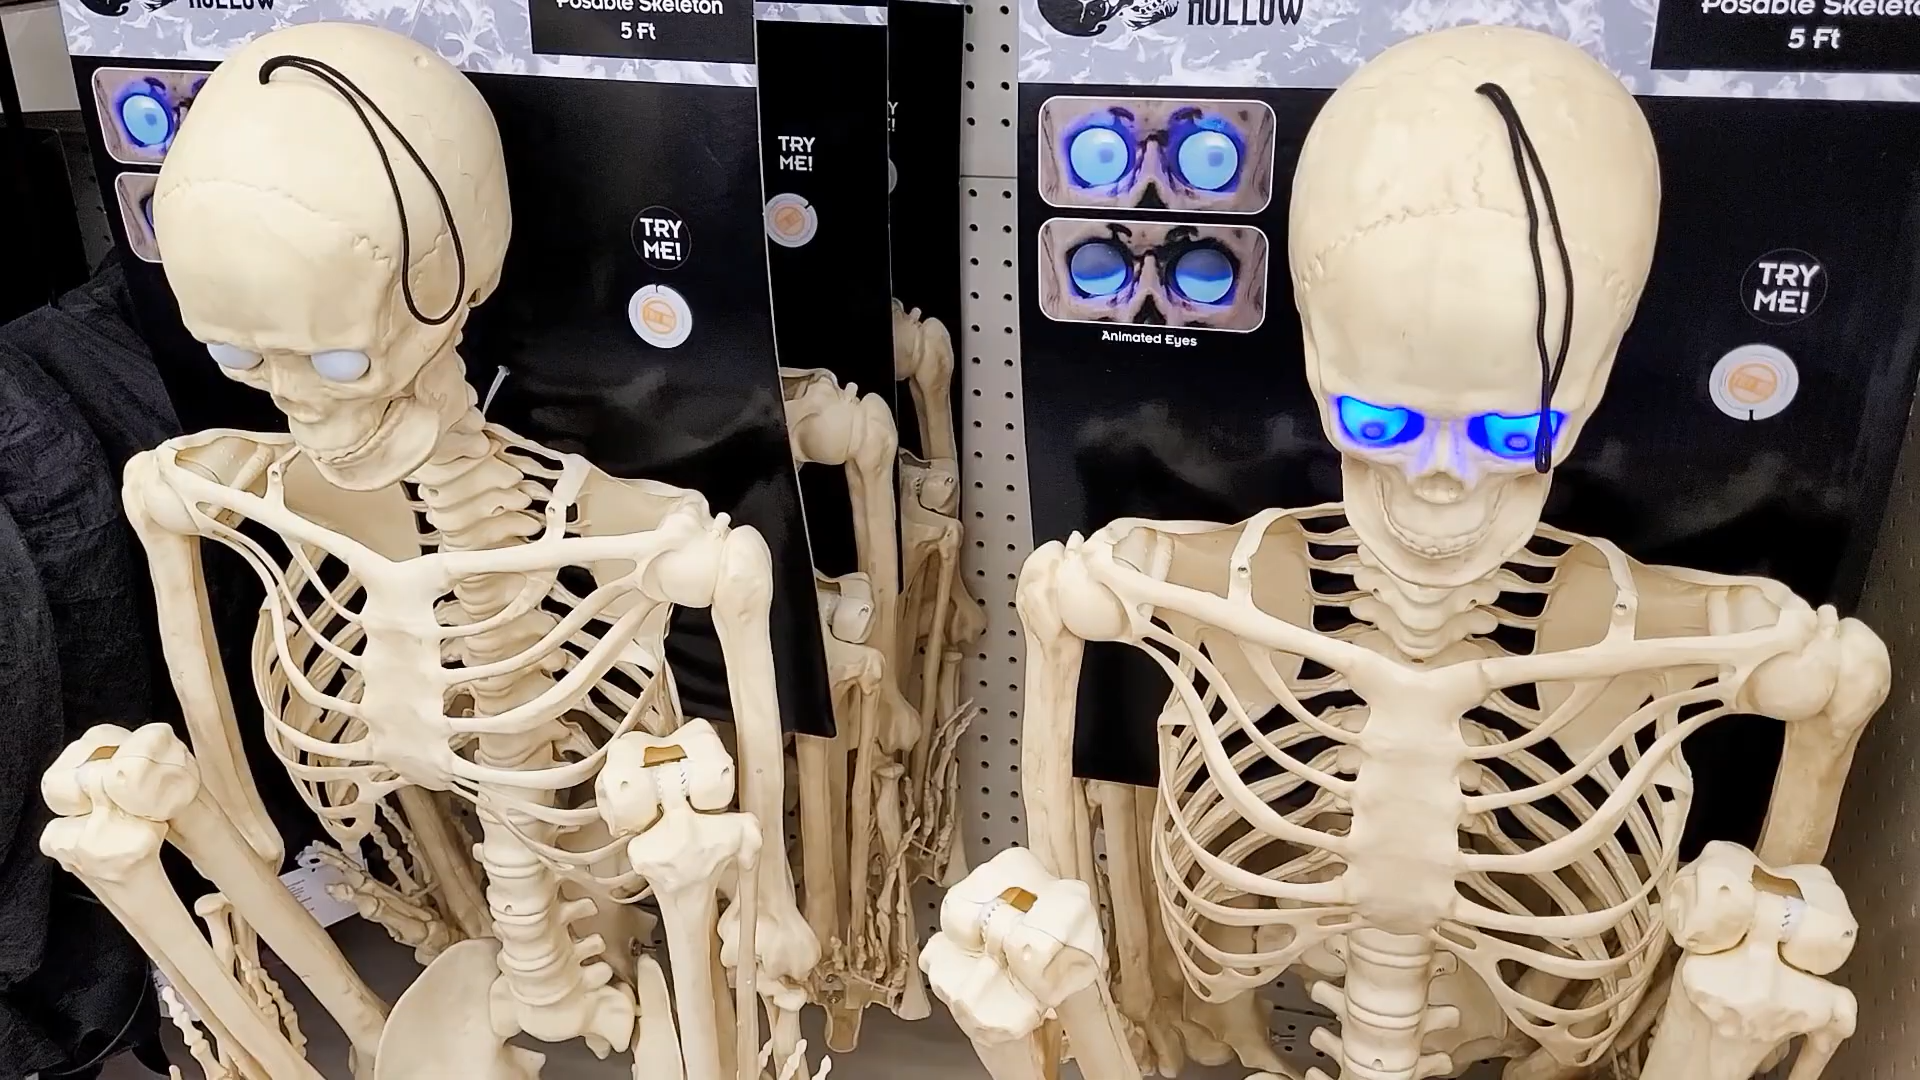 HOLLOW
Posable Skeleton
5 Ft
TRY
ME!
TRY
ME!
HOLLOW
Posable Skeleto
5 Ft
Animated Eyes
TRY
ME!